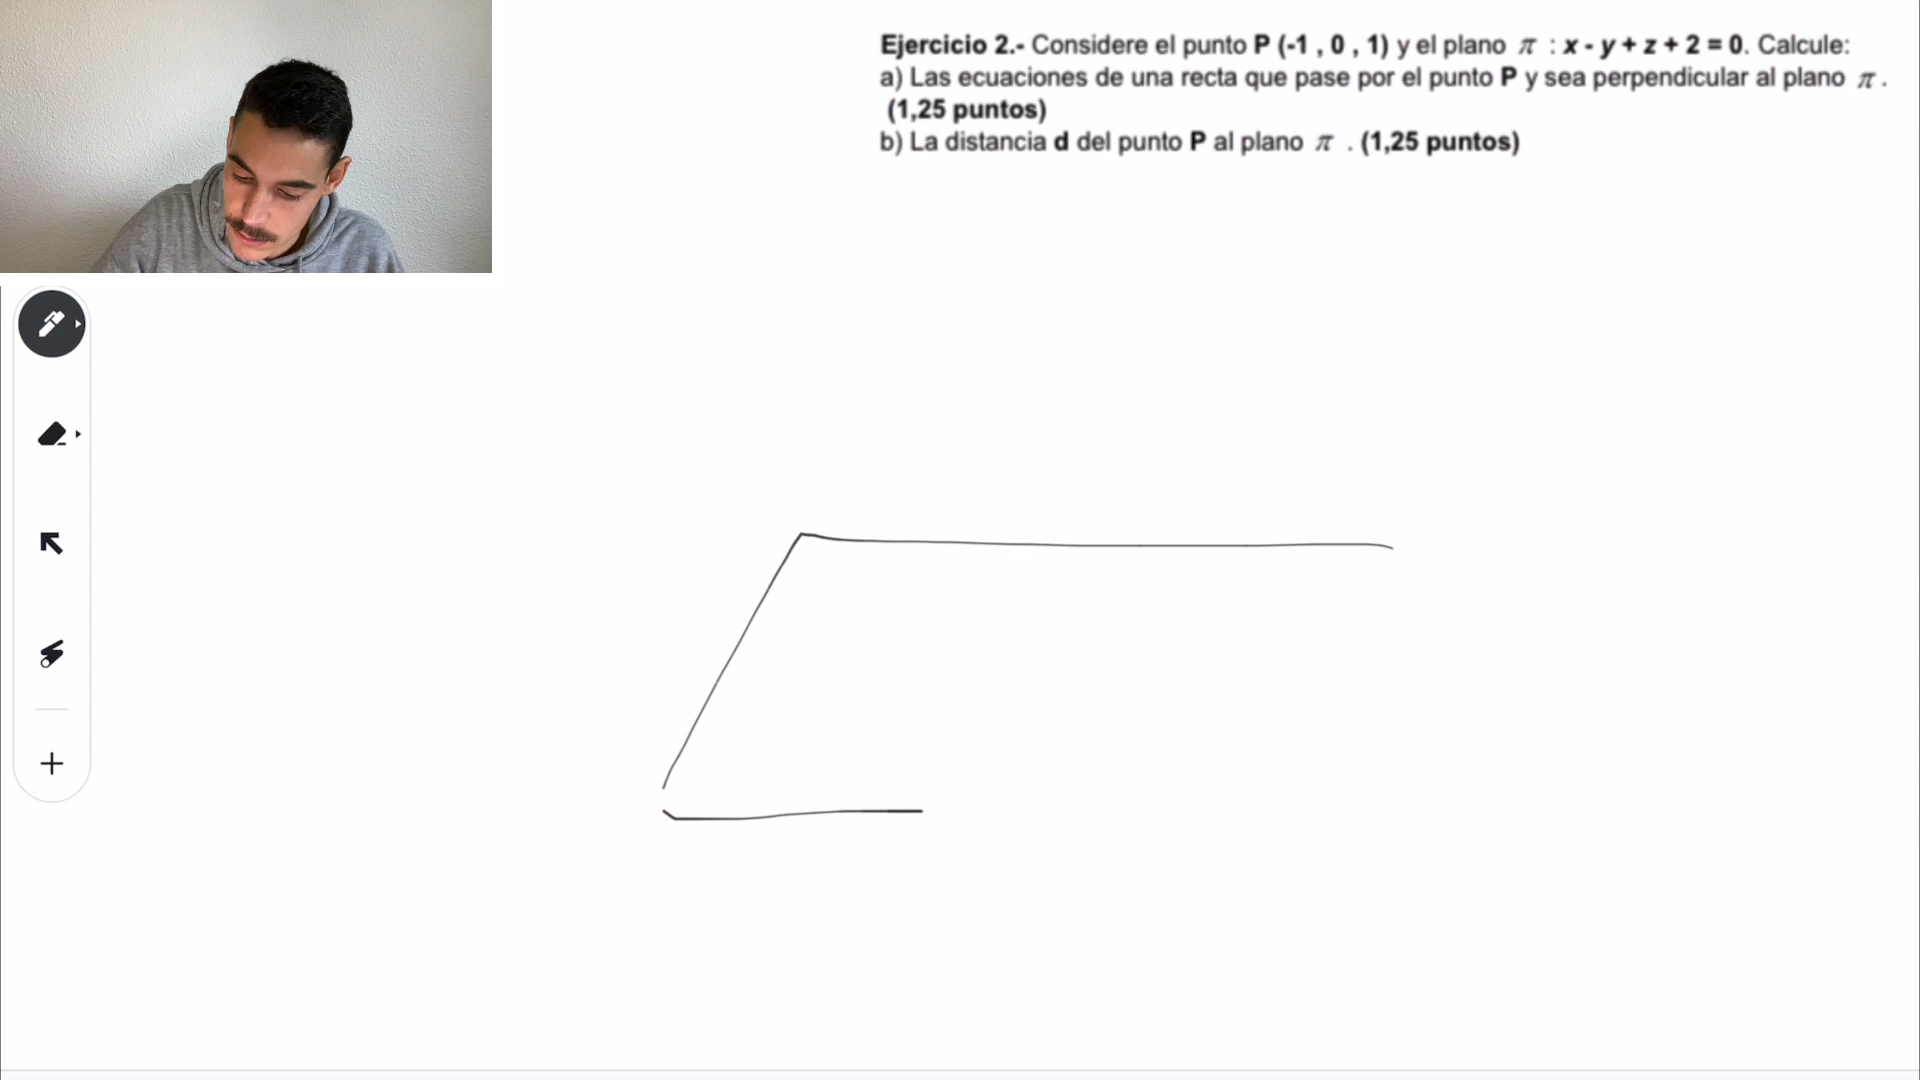 Ejercicio 2.- Considere el punto P (-1 , 0 , 1) y el plano π : x - y + z + 2 = 0. Calcule:
a) Las ecuaciones de una recta que pase por el punto P y sea perpendicular al plano π .
(1,25 puntos)
b) La distancia d del punto P al plano π . (1,25 puntos)